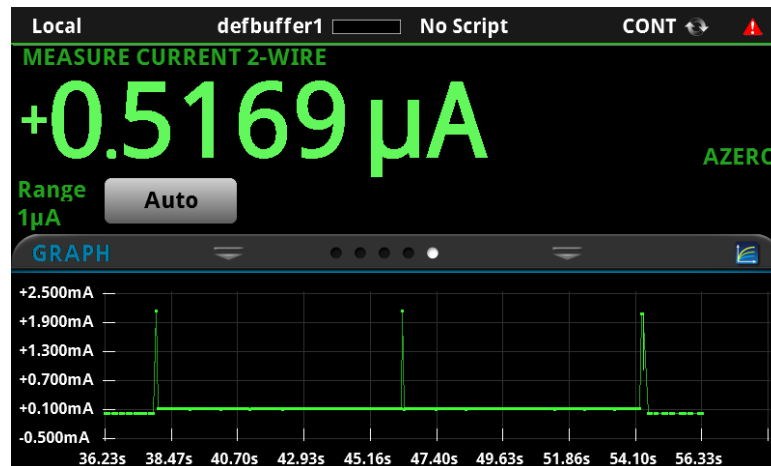 Local defbuffer1 No Script CONT
MEASURE CURRENT 2-WIRE
+0.5169 µA
AZERO
Range
1µA
Auto
GRAPH
+2.500mA
+1.900mA
+1.300mA
+0.700mA
+0.100mA
-0.500mA
36.23s 38.47s 40.70s 42.93s 45.16s 47.40s 49.63s 51.86s 54.10s 56.33s